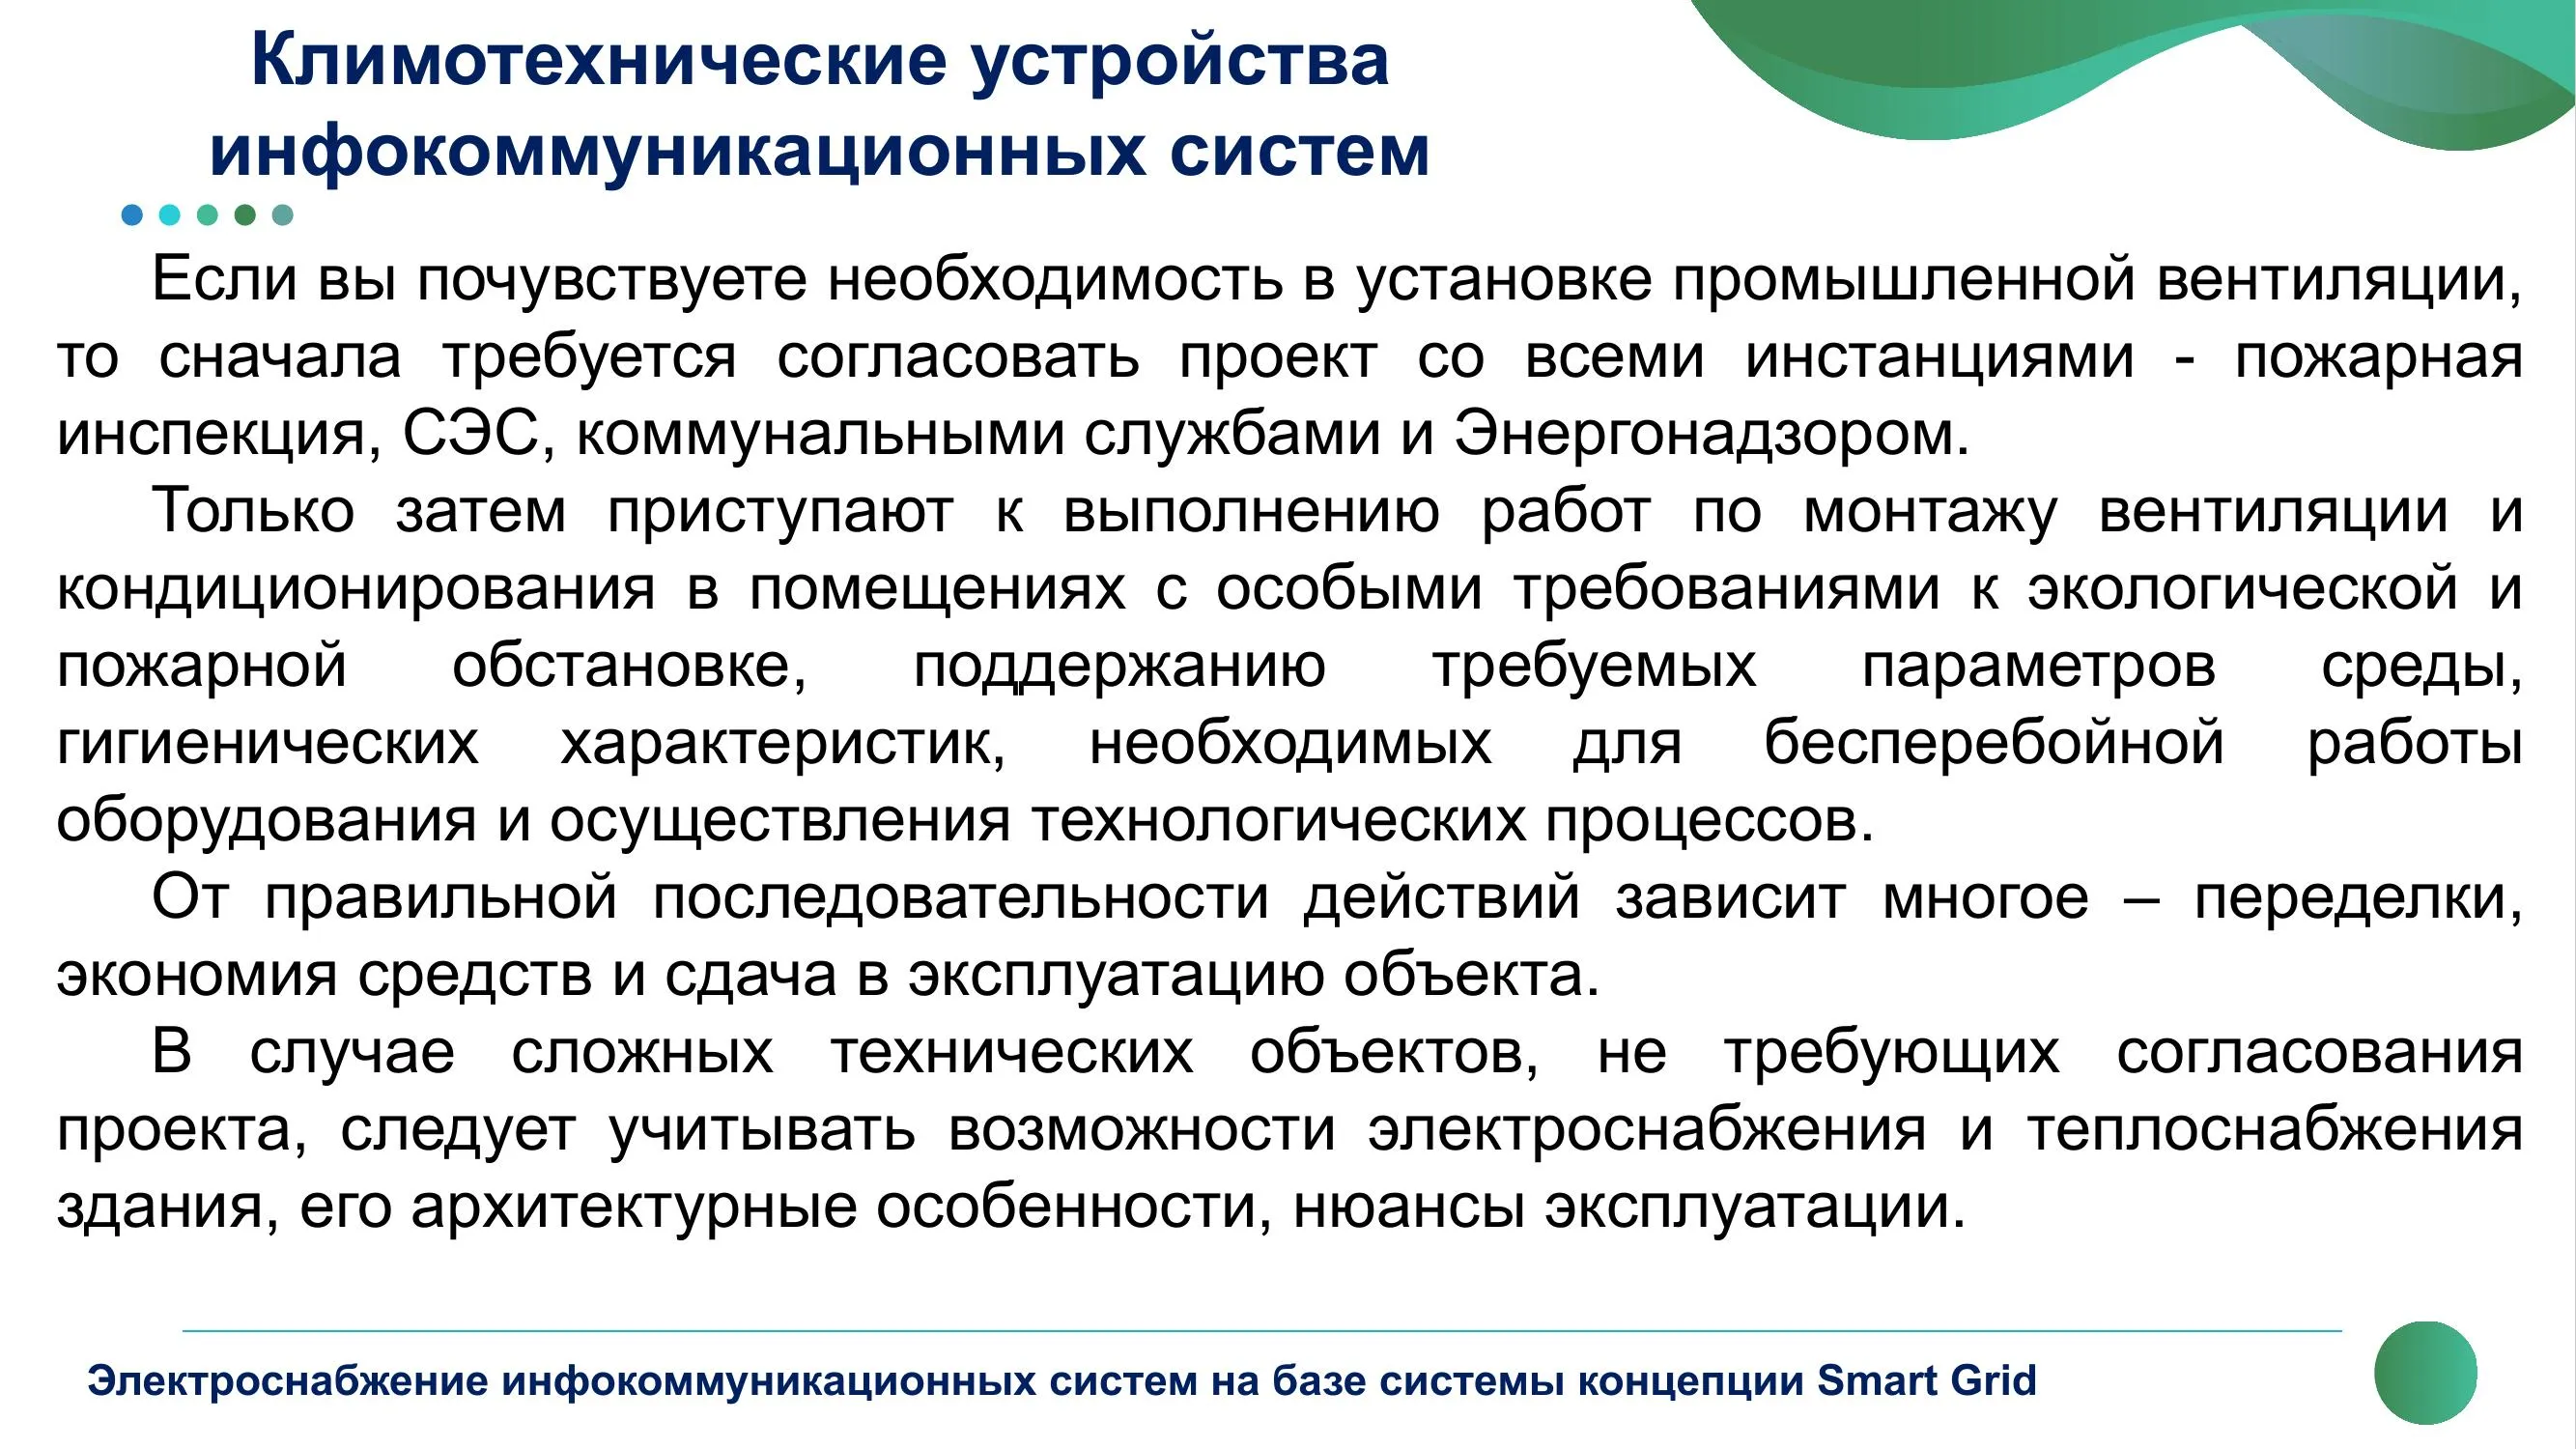 Климотехнические устройства
инфокоммуникационных систем
Если вы почувствуете необходимость в установке промышленной вентиляции,
то сначала требуется согласовать проект со всеми инстанциями - пожарная
инспекция, СЭС, коммунальными службами и Энергонадзором.
Только затем приступают к выполнению работ по монтажу вентиляции и
кондиционирования в помещениях с особыми требованиями к экологической и
пожарной обстановке, поддержанию требуемых параметров среды,
гигиенических характеристик, необходимых для бесперебойной работы
оборудования и осуществления технологических процессов.
От правильной последовательности действий зависит многое – переделки,
экономия средств и сдача в эксплуатацию объекта.
В случае сложных технических объектов, не требующих согласования
проекта, следует учитывать возможности электроснабжения и теплоснабжения
здания, его архитектурные особенности, нюансы эксплуатации.
Электроснабжение инфокоммуникационных систем на базе системы концепции Smart Grid